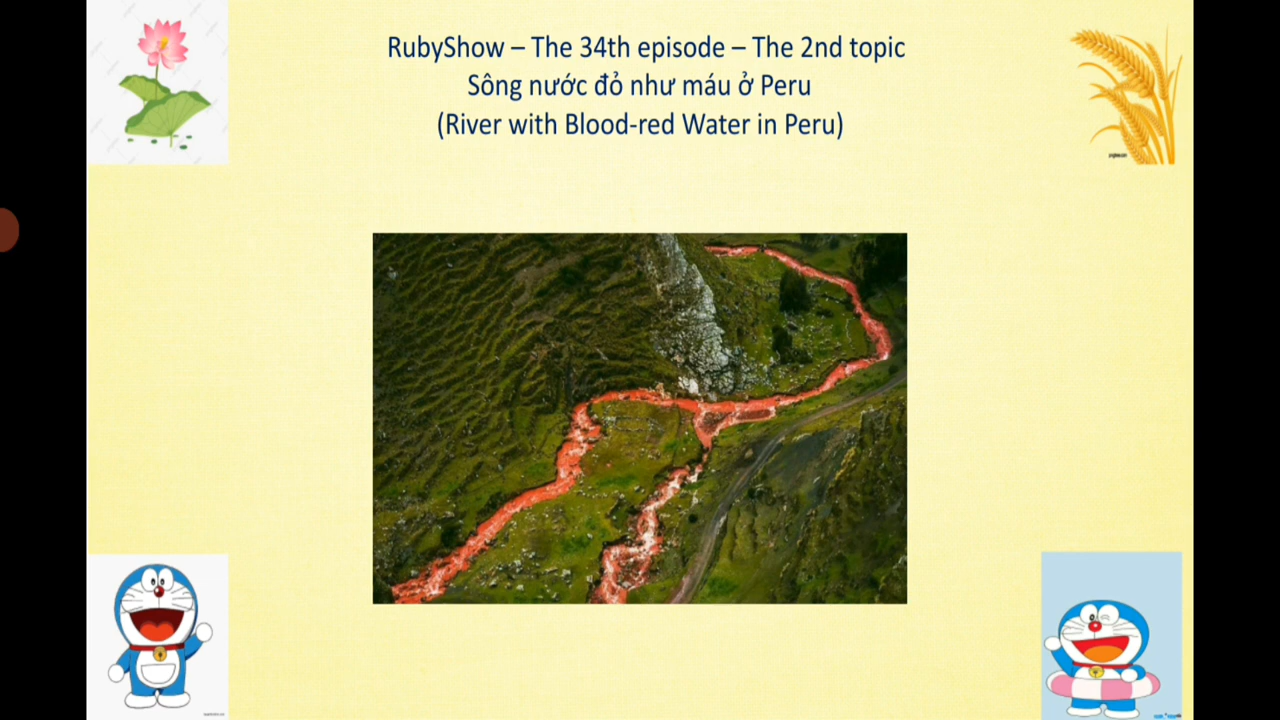 RubyShow – The 34th episode – The 2nd topic
Sông nước đỏ như máu ở Peru
(River with Blood-red Water in Peru)